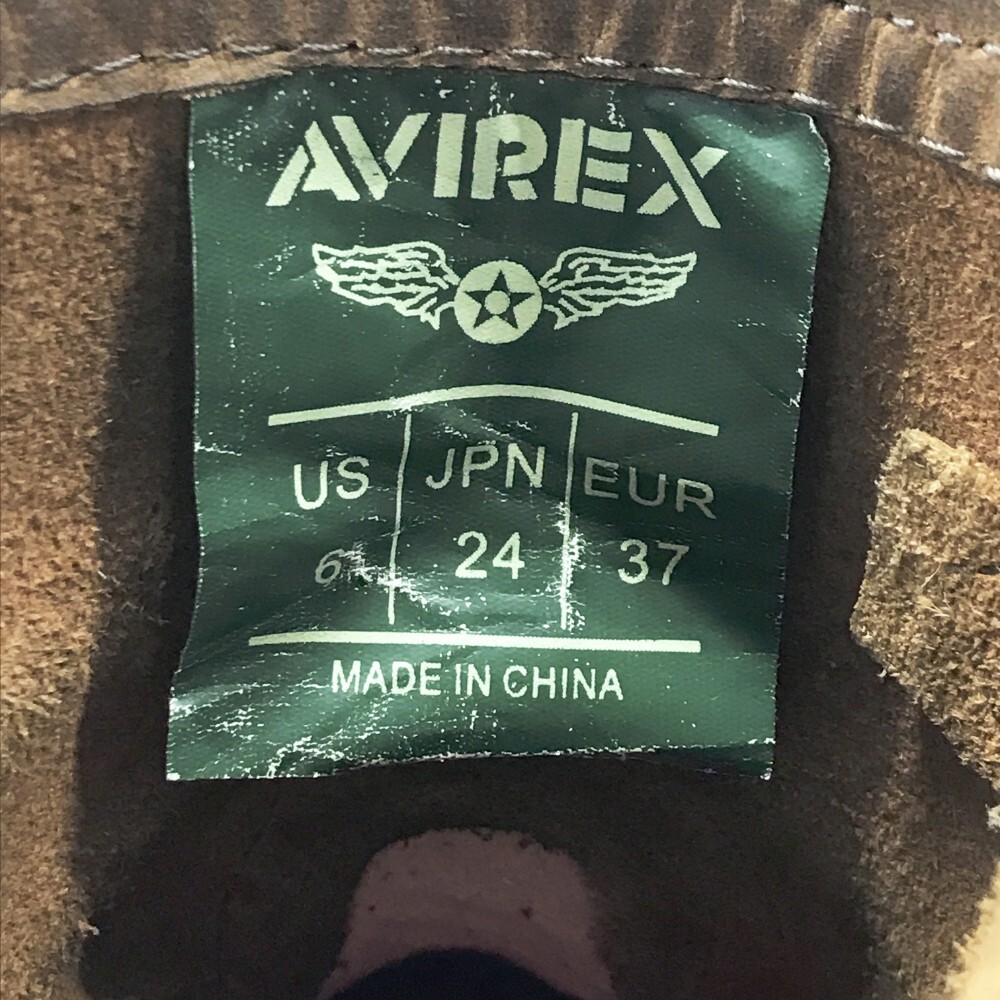 AVIREX
US JPN EUR
6 24 37
MADE IN CHINA